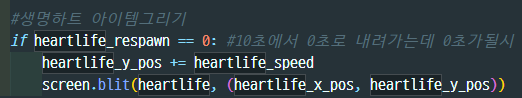 #생명하트 아이템그리기
if heartlife_respawn == 0: #10초에서 0초로 내려가는데 0초가될시
    heartlife_y_pos += heartlife_speed
    screen.blit(heartlife, (heartlife_x_pos, heartlife_y_pos))